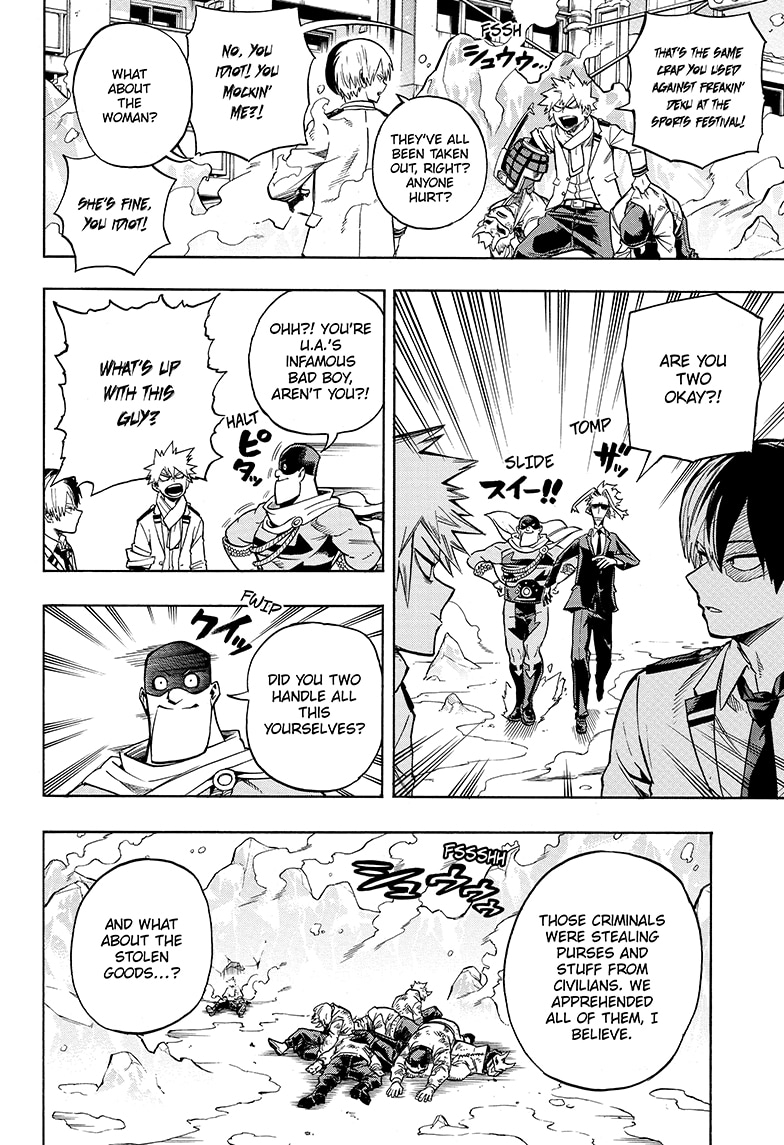 THAT'S THE SAME
CRAP YOU USED
AGAINST FREAKIN'
DEKU AT THE
SPORTS FESTIVAL!
FSSH
シュウゥ…
THEY'VE ALL
BEEN TAKEN
OUT, RIGHT?
ANYONE
HURT?
NO, YOU
IDIOT! YOU
MOCKIN'
ME?!
WHAT
ABOUT
THE
WOMAN?
SHE'S FINE,
YOU IDIOT!
ARE YOU
TWO
OKAY?!
TOMP
ザッ
SLIDE
スイー!!
OHH?! YOU'RE
U.A.'S
INFAMOUS
BAD BOY,
AREN'T YOU?!
HALT
ピタッ
WHAT'S UP
WITH THIS
GUY?
FWIP
クイッ
DID YOU TWO
HANDLE ALL
THIS
YOURSELVES?
THOSE CRIMINALS
WERE STEALING
PURSES AND
STUFF FROM
CIVILIANS. WE
APPREHENDED
ALL OF THEM, I
BELIEVE.
FSSSHH
シュウゥゥ
AND WHAT
ABOUT THE
STOLEN
GOODS...?